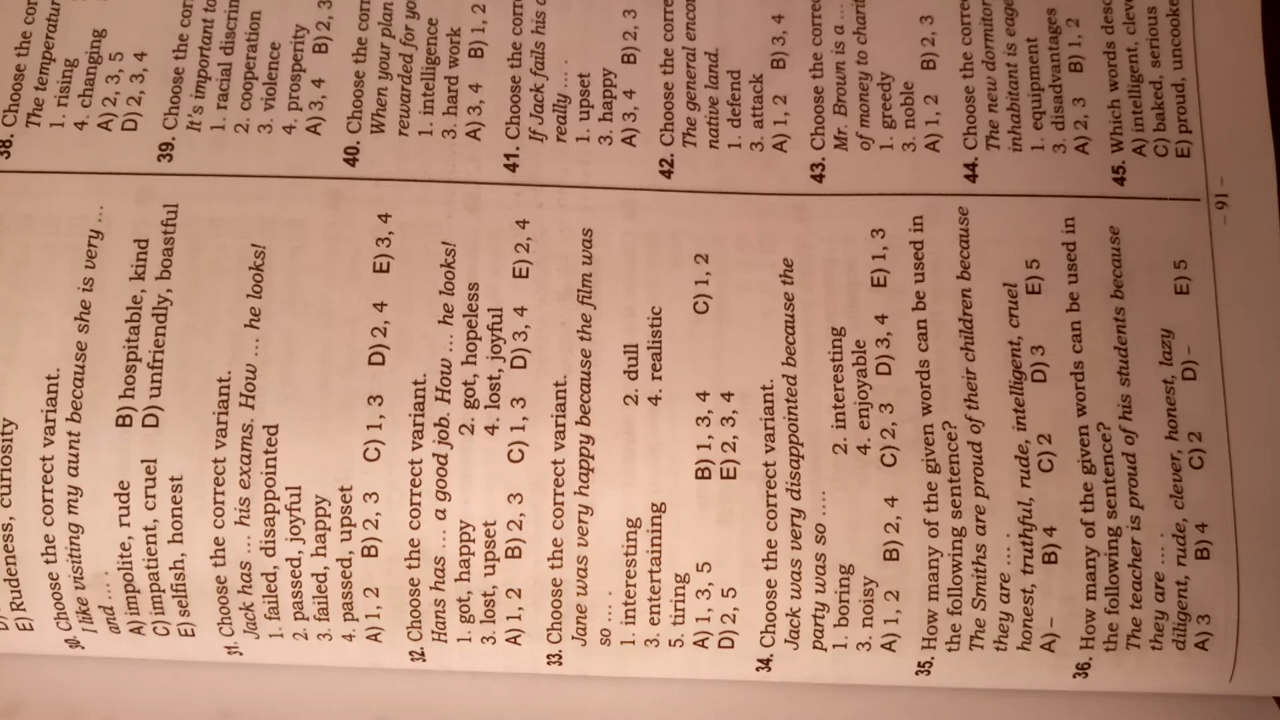 E) Rudeness, curiosity
30. Choose the correct variant.
I like visiting my aunt because she is very ...
and ... .
A) impolite, rude B) hospitable, kind
C) impatient, cruel D) unfriendly, boastful
E) selfish, honest
31. Choose the correct variant.
Jack has ... his exams. How ... he looks!
1. failed, disappointed
2. passed, joyful
3. failed, happy
4. passed, upset
A) 1, 2 B) 2, 3 C) 1, 3 D) 2, 4 E) 3, 4
32. Choose the correct variant.
Hans has ... a good job. How ... he looks!
1. got, happy 2. got, hopeless
3. lost, upset 4. lost, joyful
A) 1, 2 B) 2, 3 C) 1, 3 D) 3, 4 E) 2, 4
33. Choose the correct variant.
Jane was very happy because the film was
so ... .
1. interesting 2. dull
3. entertaining 4. realistic
5. tiring
A) 1, 3, 5 B) 1, 3, 4 C) 1, 2
D) 2, 5 E) 2, 3, 4
34. Choose the correct variant.
Jack was very disappointed because the
party was so ... .
1. boring 2. interesting
3. noisy 4. enjoyable
A) 1, 2 B) 2, 4 C) 2, 3 D) 3, 4 E) 1, 3
35. How many of the given words can be used in
the following sentence?
The Smiths are proud of their children because
they are ... .
honest, truthful, rude, intelligent, cruel
A) – B) 4 C) 2 D) 3 E) 5
36. How many of the given words can be used in
the following sentence?
The teacher is proud of his students because
they are ... .
diligent, rude, clever, honest, lazy
A) 3 B) 4 C) 2 D) – E) 5
38. Choose the
The
1. rising
4. changing
A) 2, 3, 5
D) 2, 3, 4
39. Choose the
It's important to
1. racial
2. cooperation
3. violence
4. prosperity
A) 3, 4 B) 2, 3
40. Choose the
When your plan
rewarded for
1. intelligence
3. hard work
A) 3, 4 B) 1, 2
41. Choose the
If Jack fails his
really ... .
1. upset
3. happy
A) 3, 4 B) 2, 3
42. Choose the
The general
native land.
1. defend
3. attack
A) 1, 2 B) 3, 4
43. Choose the
Mr. Brown is a ...
of money to
1. greedy
3. noble
A) 1, 2 B) 2, 3
44. Choose the
The new
inhabitant is
1. equipment
3. disadvantages
A) 2, 3 B) 1, 2
45. Which words
A) intelligent,
C) baked, serious
E) proud,
- 91 -